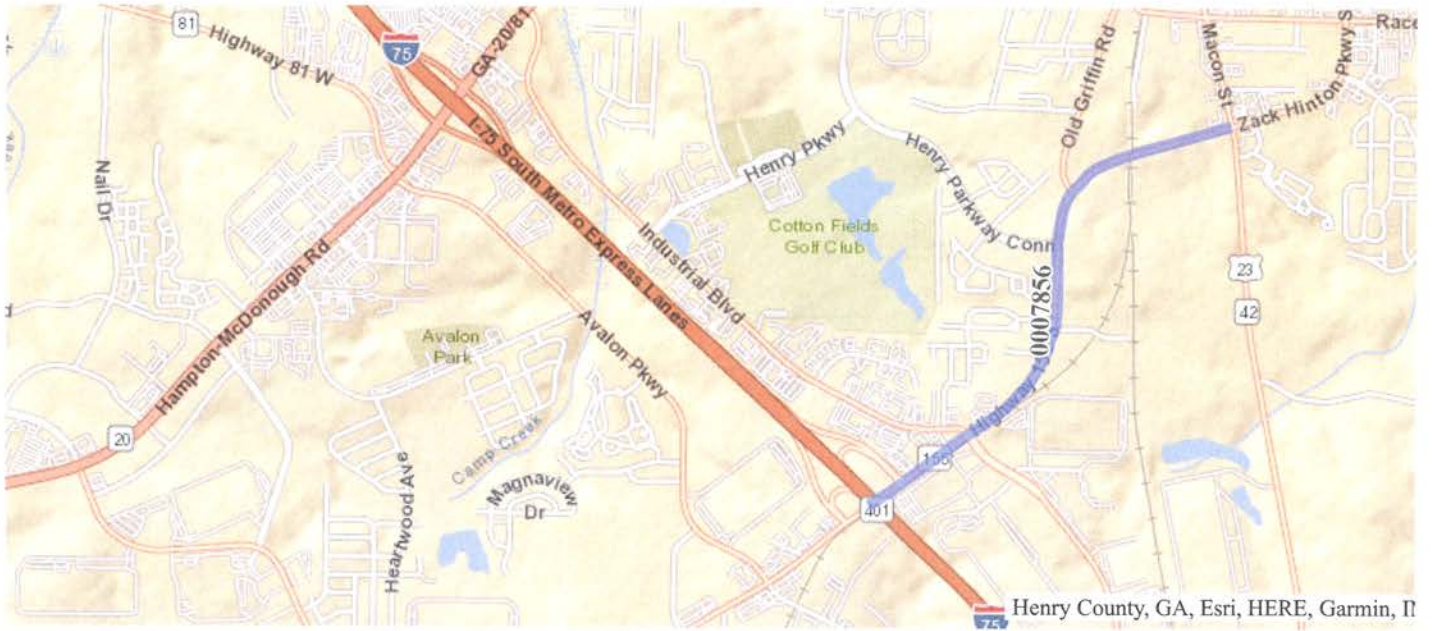 81
Highway 81 W
75
GA-20/81
I-75 South Metro Express Lanes
Nail Dr
Hampton-McDonough Rd
20
Avalon
Park
Camp Creek
Heartwood Ave
Magnaview
Dr
Avalon Pkwy
Industrial Blvd
Henry Pkwy
Cotton Fields
Golf Club
Henry Parkway Conn
Old Griffin Rd
Macon St
Zack Hinton Pkwy S
Race
23
42
0007856
Highway
155
401
75
Henry County, GA, Esri, HERE, Garmin, IN